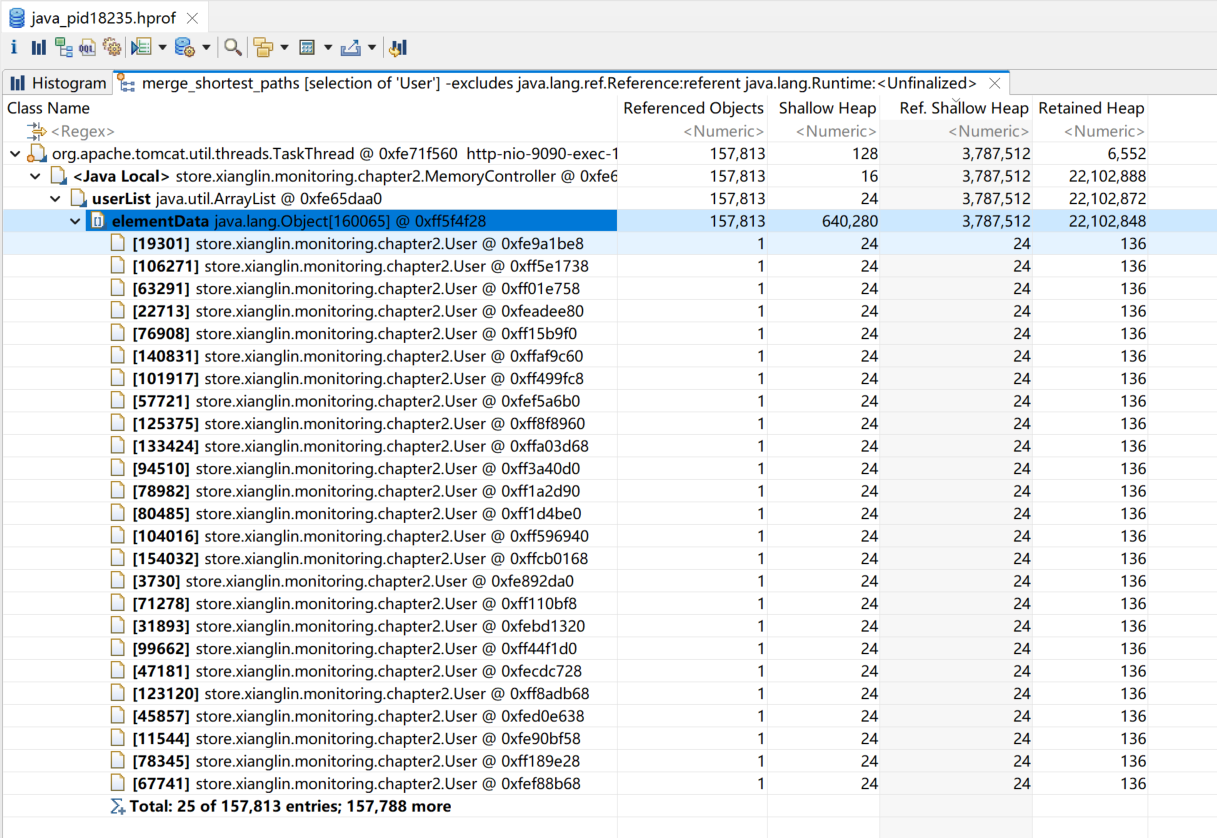 java_pid18235.hprof
i OQL
Histogram merge_shortest_paths [selection of 'User'] -excludes java.lang.ref.Reference:referent java.lang.Runtime:<Unfinalized>
Class Name Referenced Objects Shallow Heap Ref. Shallow Heap Retained Heap
<Regex> <Numeric> <Numeric> <Numeric> <Numeric>
org.apache.tomcat.util.threads.TaskThread @ 0xfe71f560 http-nio-9090-exec-1 157,813 128 3,787,512 6,552
<Java Local> store.xianglin.monitoring.chapter2.MemoryController @ 0xfe6 157,813 16 3,787,512 22,102,888
userList java.util.ArrayList @ 0xfe65daa0 157,813 24 3,787,512 22,102,872
elementData java.lang.Object[160065] @ 0xff5f4f28 157,813 640,280 3,787,512 22,102,848
[19301] store.xianglin.monitoring.chapter2.User @ 0xfe9a1be8 1 24 24 136
[106271] store.xianglin.monitoring.chapter2.User @ 0xff5e1738 1 24 24 136
[63291] store.xianglin.monitoring.chapter2.User @ 0xff01e758 1 24 24 136
[22713] store.xianglin.monitoring.chapter2.User @ 0xfeadee80 1 24 24 136
[76908] store.xianglin.monitoring.chapter2.User @ 0xff15b9f0 1 24 24 136
[140831] store.xianglin.monitoring.chapter2.User @ 0xffaf9c60 1 24 24 136
[101917] store.xianglin.monitoring.chapter2.User @ 0xff499fc8 1 24 24 136
[57721] store.xianglin.monitoring.chapter2.User @ 0xfef5a6b0 1 24 24 136
[125375] store.xianglin.monitoring.chapter2.User @ 0xff8f8960 1 24 24 136
[133424] store.xianglin.monitoring.chapter2.User @ 0xffa03d68 1 24 24 136
[94510] store.xianglin.monitoring.chapter2.User @ 0xff3a40d0 1 24 24 136
[78982] store.xianglin.monitoring.chapter2.User @ 0xff1a2d90 1 24 24 136
[80485] store.xianglin.monitoring.chapter2.User @ 0xff1d4be0 1 24 24 136
[104016] store.xianglin.monitoring.chapter2.User @ 0xff596940 1 24 24 136
[154032] store.xianglin.monitoring.chapter2.User @ 0xffcb0168 1 24 24 136
[3730] store.xianglin.monitoring.chapter2.User @ 0xfe892da0 1 24 24 136
[71278] store.xianglin.monitoring.chapter2.User @ 0xff110bf8 1 24 24 136
[31893] store.xianglin.monitoring.chapter2.User @ 0xfebd1320 1 24 24 136
[99662] store.xianglin.monitoring.chapter2.User @ 0xff44f1d0 1 24 24 136
[47181] store.xianglin.monitoring.chapter2.User @ 0xfecdc728 1 24 24 136
[123120] store.xianglin.monitoring.chapter2.User @ 0xff8adb68 1 24 24 136
[45857] store.xianglin.monitoring.chapter2.User @ 0xfed0e638 1 24 24 136
[11544] store.xianglin.monitoring.chapter2.User @ 0xfe90bf58 1 24 24 136
[78345] store.xianglin.monitoring.chapter2.User @ 0xff189e28 1 24 24 136
[67741] store.xianglin.monitoring.chapter2.User @ 0xfef88b68 1 24 24 136
Total: 25 of 157,813 entries; 157,788 more